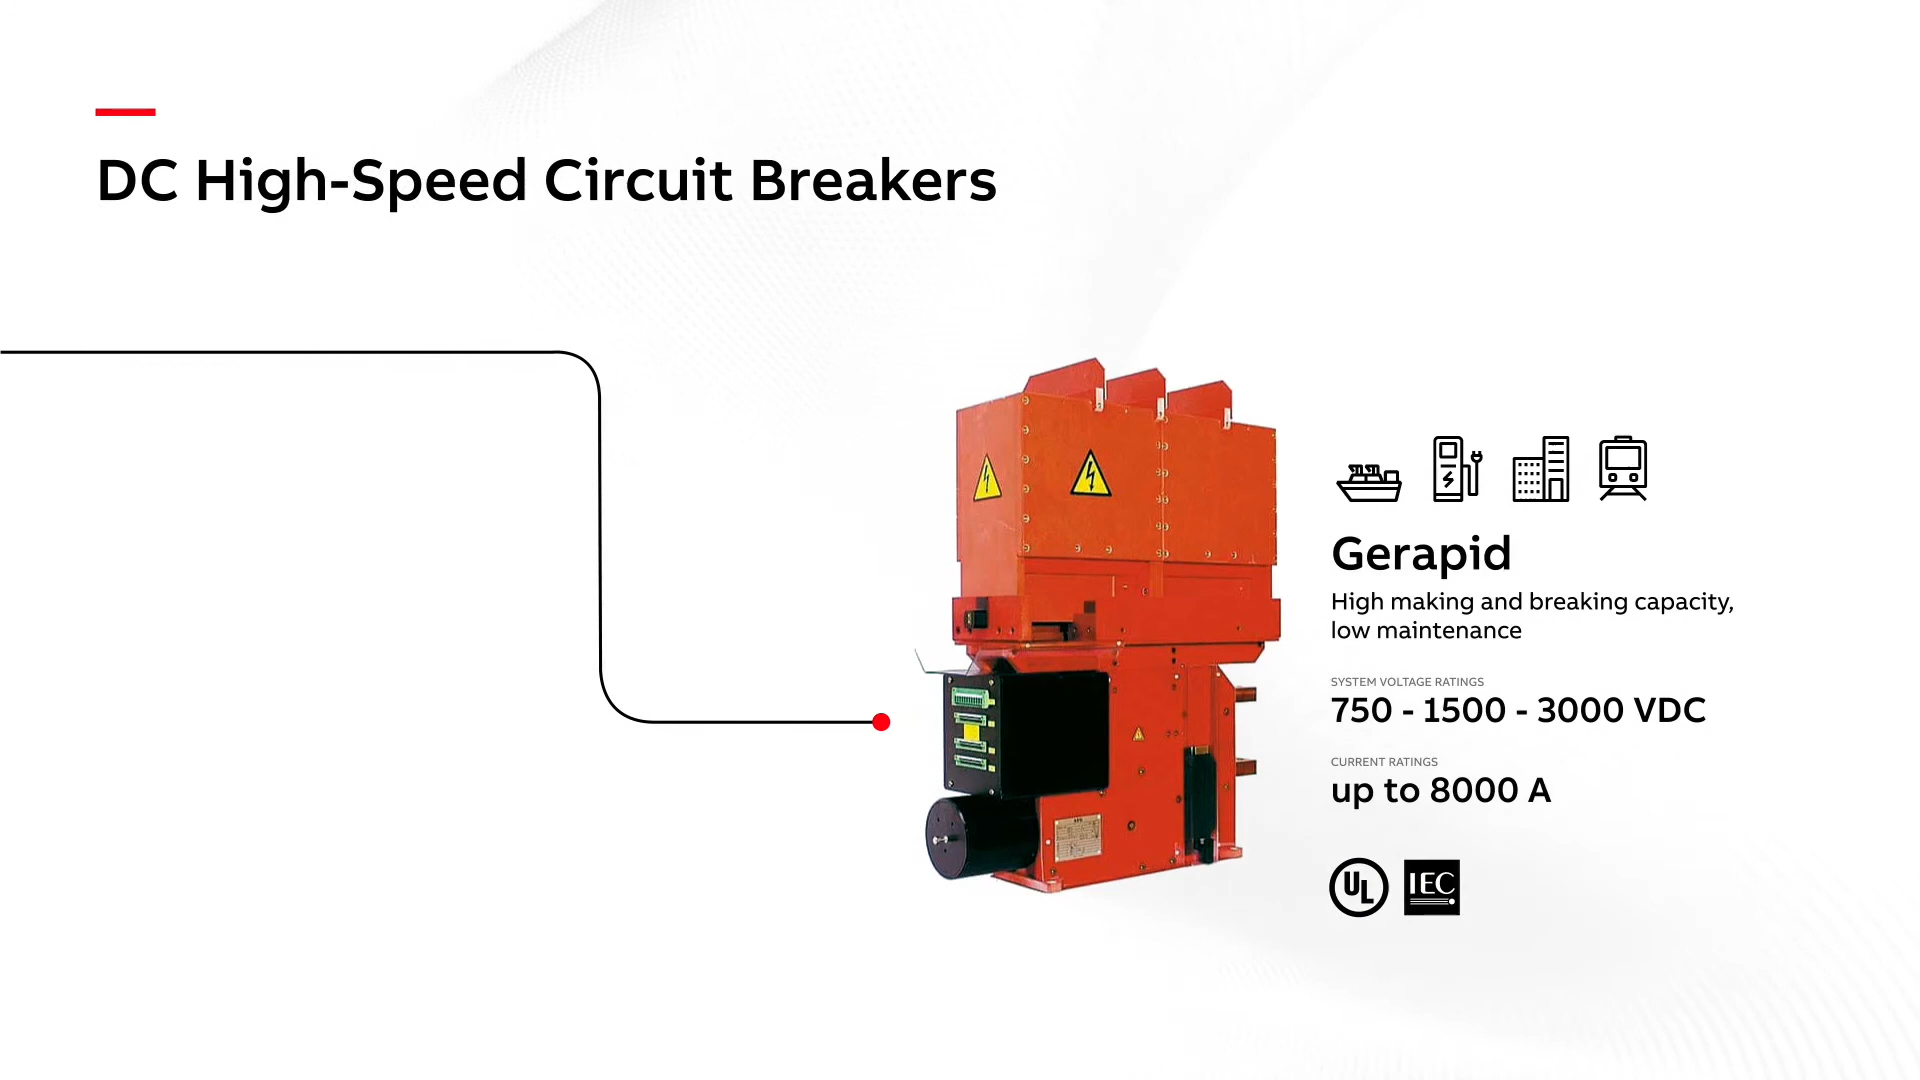 DC High-Speed Circuit Breakers
Gerapid
High making and breaking capacity,
low maintenance
SYSTEM VOLTAGE RATINGS
750 - 1500 - 3000 VDC
CURRENT RATINGS
up to 8000 A
UL
IEC